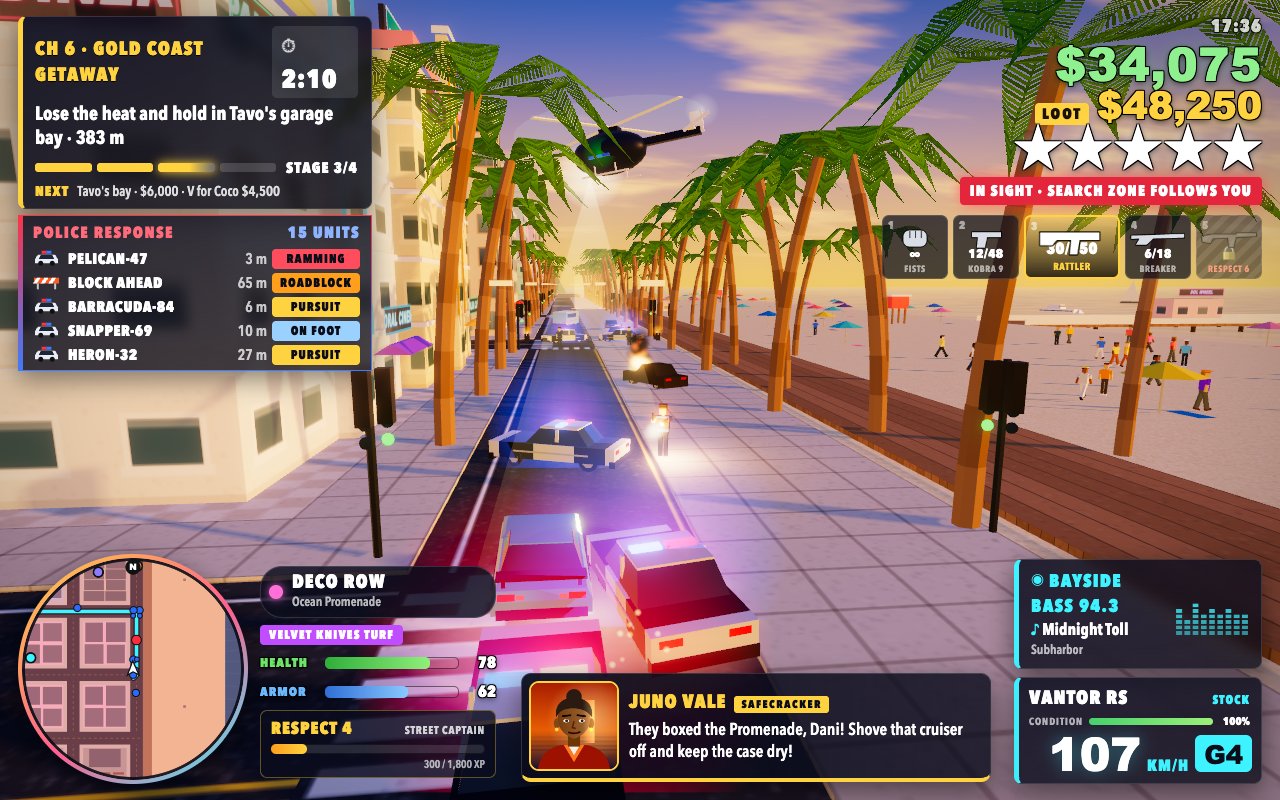 CH 6 · GOLD COAST
GETAWAY
2:10
Lose the heat and hold in Tavo's garage
bay · 383 m
STAGE 3/4
NEXT Tavo's bay · $6,000 · V for Coco $4,500
POLICE RESPONSE 15 UNITS
PELICAN-47 3 m RAMMING
BLOCK AHEAD 65 m ROADBLOCK
BARRACUDA-84 6 m PURSUIT
SNAPPER-69 10 m ON FOOT
HERON-32 27 m PURSUIT
17:36
$34,075
LOOT $48,250
IN SIGHT · SEARCH ZONE FOLLOWS YOU
1 2 3 4 5
∞ 12/48 30/150 6/18
FISTS KOBRA 9 RATTLER BREAKER RESPECT 6
N
DECO ROW
Ocean Promenade
VELVET KNIVES TURF
HEALTH 78
ARMOR 62
RESPECT 4 STREET CAPTAIN
300 / 1,800 XP
JUNO VALE SAFECRACKER
They boxed the Promenade, Dani! Shove that cruiser
off and keep the case dry!
BAYSIDE
BASS 94.3
♪ Midnight Toll
Subharbor
VANTOR RS STOCK
CONDITION 100%
107 KM/H G4